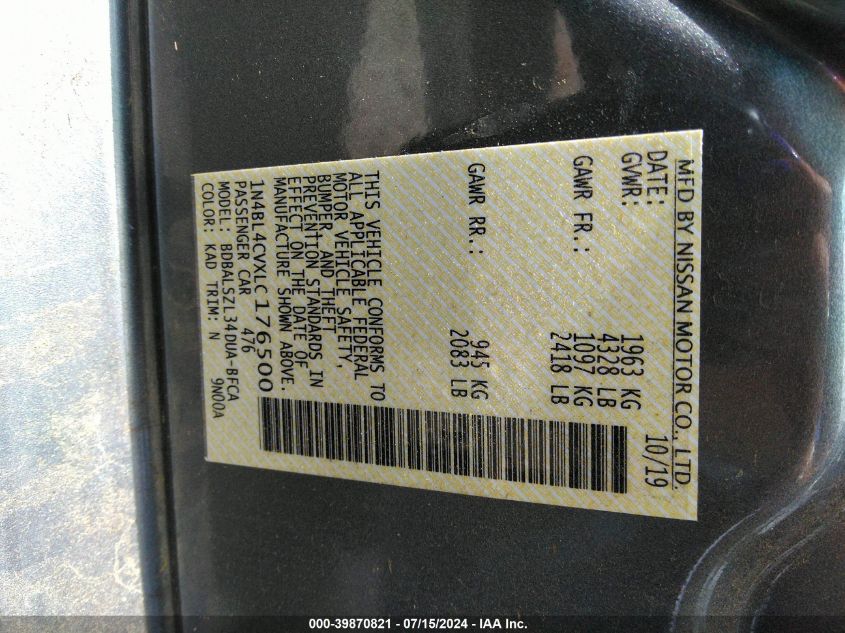 MFD BY NISSAN MOTOR CO., LTD.
DATE: 10/19
GVWR: 1963 KG
4328 LB
GAWR FR.: 1097 KG
2418 LB
GAWR RR.: 945 KG
2083 LB
THIS VEHICLE CONFORMS TO
ALL APPLICABLE FEDERAL
MOTOR VEHICLE SAFETY,
BUMPER, AND THEFT
PREVENTION STANDARDS IN
EFFECT ON THE DATE OF
MANUFACTURE SHOWN ABOVE.
1N4BL4CVXLC176500
PASSENGER CAR 476
MODEL: BDBALSZL34DUA-BFCA
COLOR: KAD TRIM: N 9N00A
000-39870821 - 07/15/2024 - IAA Inc.